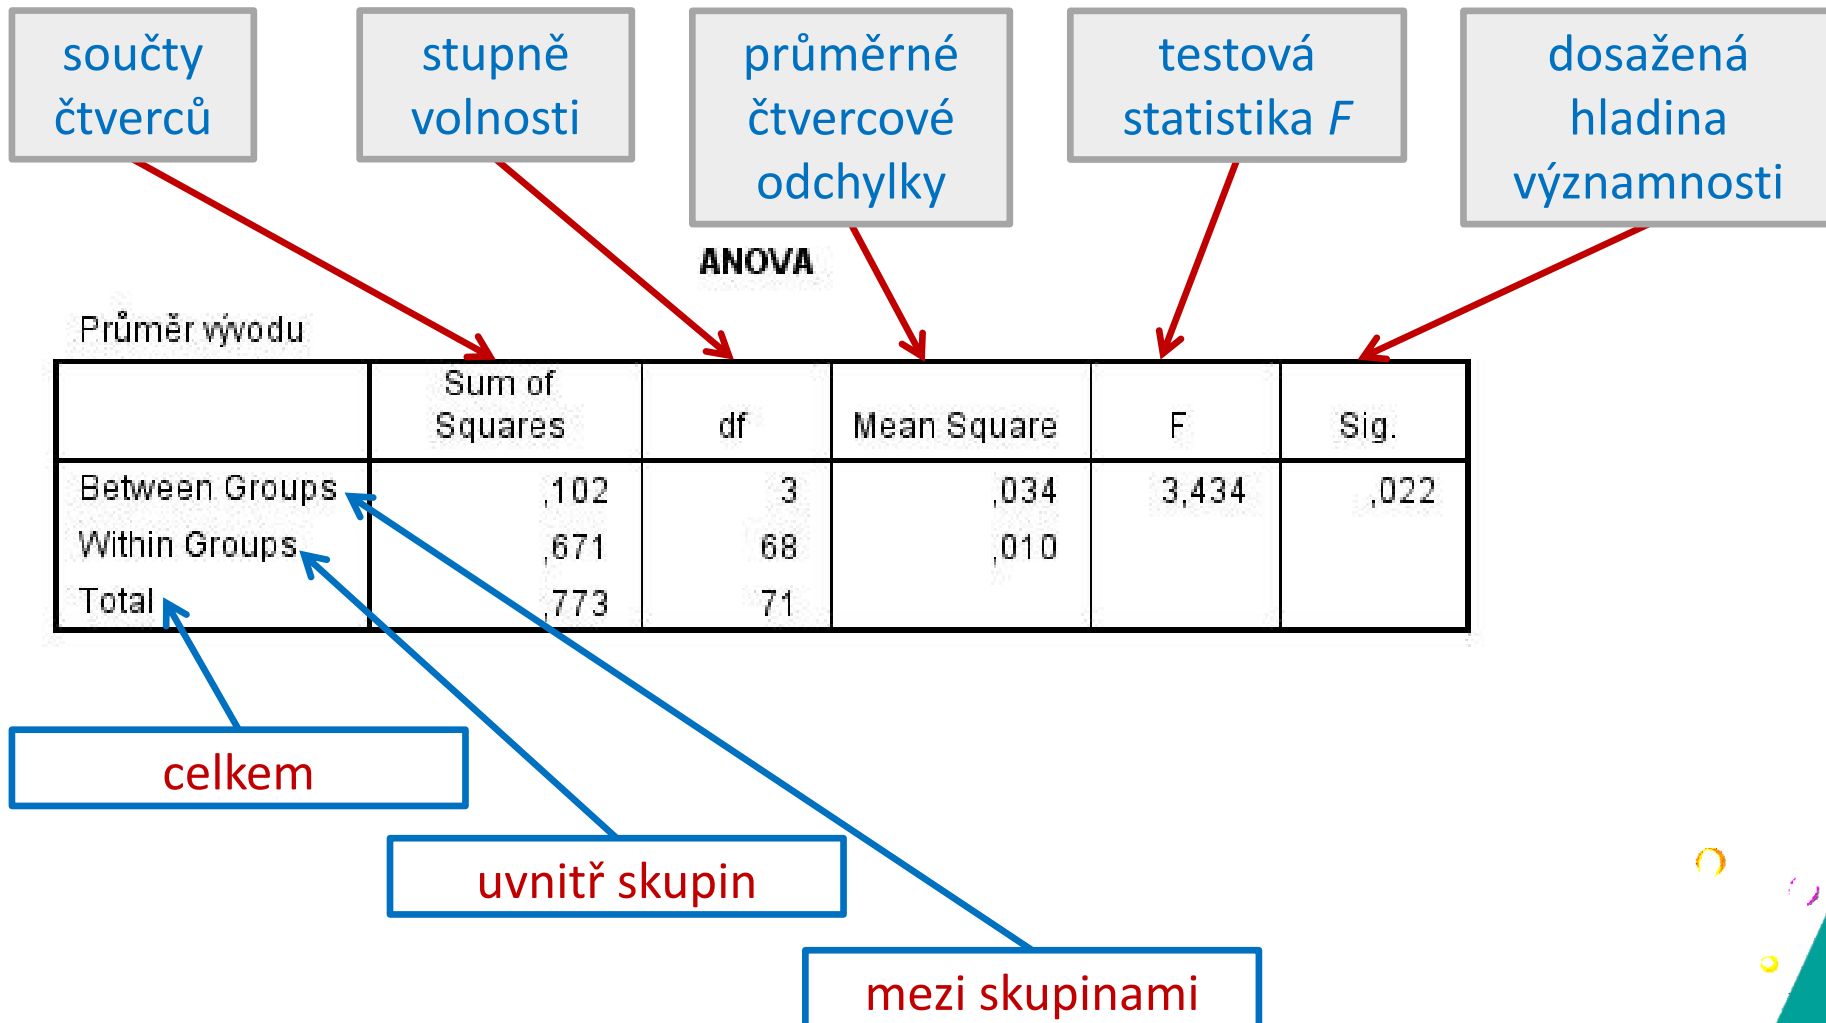 součty
čtverců
stupně
volnosti
průměrné
čtvercové
odchylky
testová
statistika F
dosažená
hladina
významnosti
ANOVA
Průměr vývodu
Sum of
Squares df Mean Square F Sig.
Between Groups ,102 3 ,034 3,434 ,022
Within Groups ,671 68 ,010
Total ,773 71
celkem
uvnitř skupin
mezi skupinami